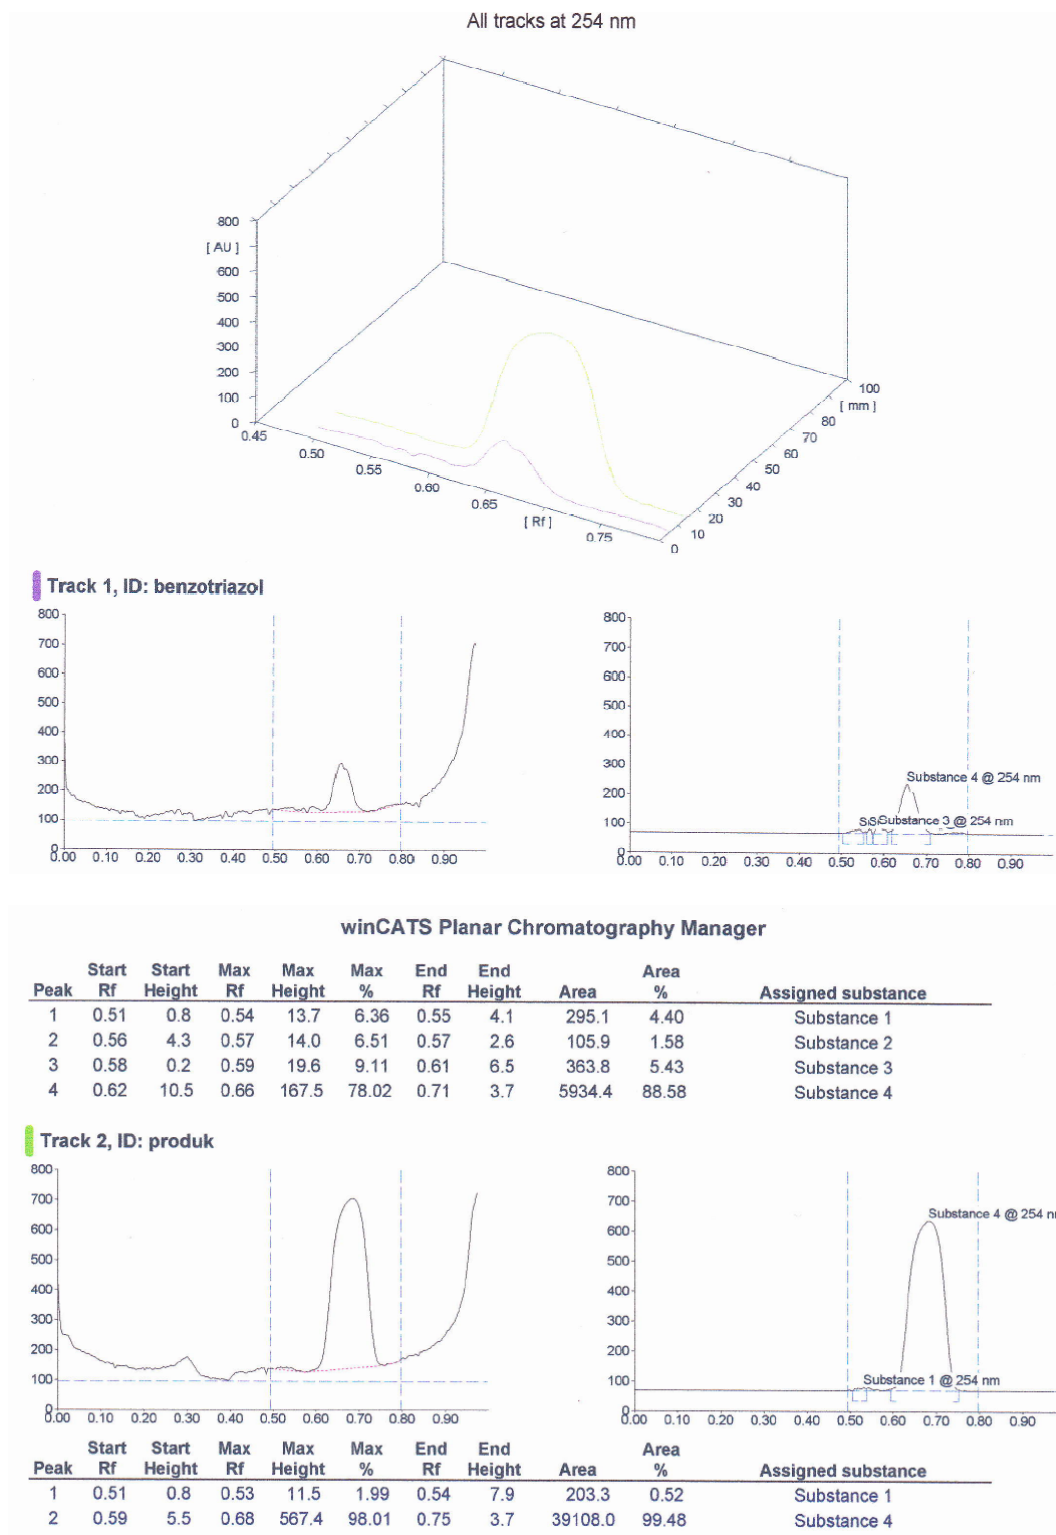 All tracks at 254 nm
800
[ AU ]
600
500
400
300
200
100
0
0.45
0.50
0.55
0.60
0.65
[ Rf ]
0.75
0
10
20
30
40
50
60
70
80
[ mm ]
100
Track 1, ID: benzotriazol
800
700
600
500
400
300
200
100
0
0.00 0.10 0.20 0.30 0.40 0.50 0.60 0.70 0.80 0.90
800
700
600
500
400
300
200
100
0
Substance 4 @ 254 nm
Substance 3 @ 254 nm
0.00 0.10 0.20 0.30 0.40 0.50 0.60 0.70 0.80 0.90
winCATS Planar Chromatography Manager
Start Start Max Max Max End End Area
Peak Rf Height Rf Height % Rf Height Area % Assigned substance
1 0.51 0.8 0.54 13.7 6.36 0.55 4.1 295.1 4.40 Substance 1
2 0.56 4.3 0.57 14.0 6.51 0.57 2.6 105.9 1.58 Substance 2
3 0.58 0.2 0.59 19.6 9.11 0.61 6.5 363.8 5.43 Substance 3
4 0.62 10.5 0.66 167.5 78.02 0.71 3.7 5934.4 88.58 Substance 4
Track 2, ID: produk
800
700
600
500
400
300
200
100
0
0.00 0.10 0.20 0.30 0.40 0.50 0.60 0.70 0.80 0.90
800
700
600
500
400
300
200
100
0
Substance 4 @ 254 n
Substance 1 @ 254 nm
0.00 0.10 0.20 0.30 0.40 0.50 0.60 0.70 0.80 0.90
Start Start Max Max Max End End Area
Peak Rf Height Rf Height % Rf Height Area % Assigned substance
1 0.51 0.8 0.53 11.5 1.99 0.54 7.9 203.3 0.52 Substance 1
2 0.59 5.5 0.68 567.4 98.01 0.75 3.7 39108.0 99.48 Substance 4